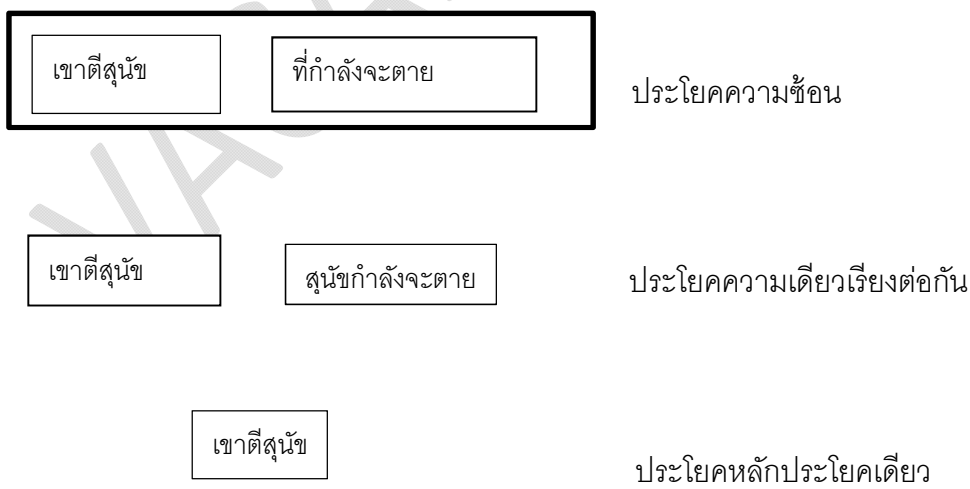 เขาตีสุนัข ที่กำลังจะตาย ประโยคความซ้อน
เขาตีสุนัข สุนัขกำลังจะตาย ประโยคความเดียวเรียงต่อกัน
เขาตีสุนัข ประโยคหลักประโยคเดียว